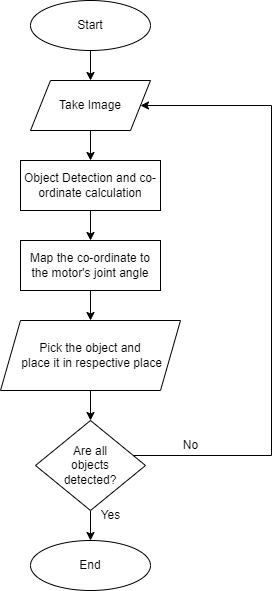 Start
Take Image
Object Detection and co-
ordinate calculation
Map the co-ordinate to
the motor's joint angle
Pick the object and
place it in respective place
Are all
objects
detected?
No
Yes
End